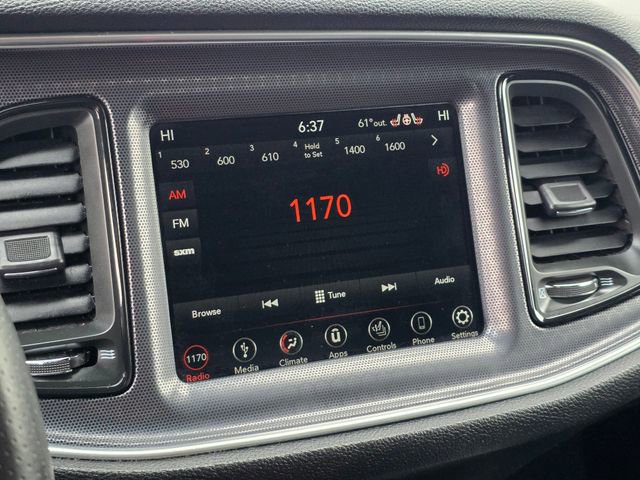 HI 6:37 61°out. HI
1 530 2 600 3 610 4 Hold to Set 5 1400 6 1600
AM
1170
HD
FM
sxm
Browse Tune Audio
1170
Radio Media Climate Apps Controls Phone Settings